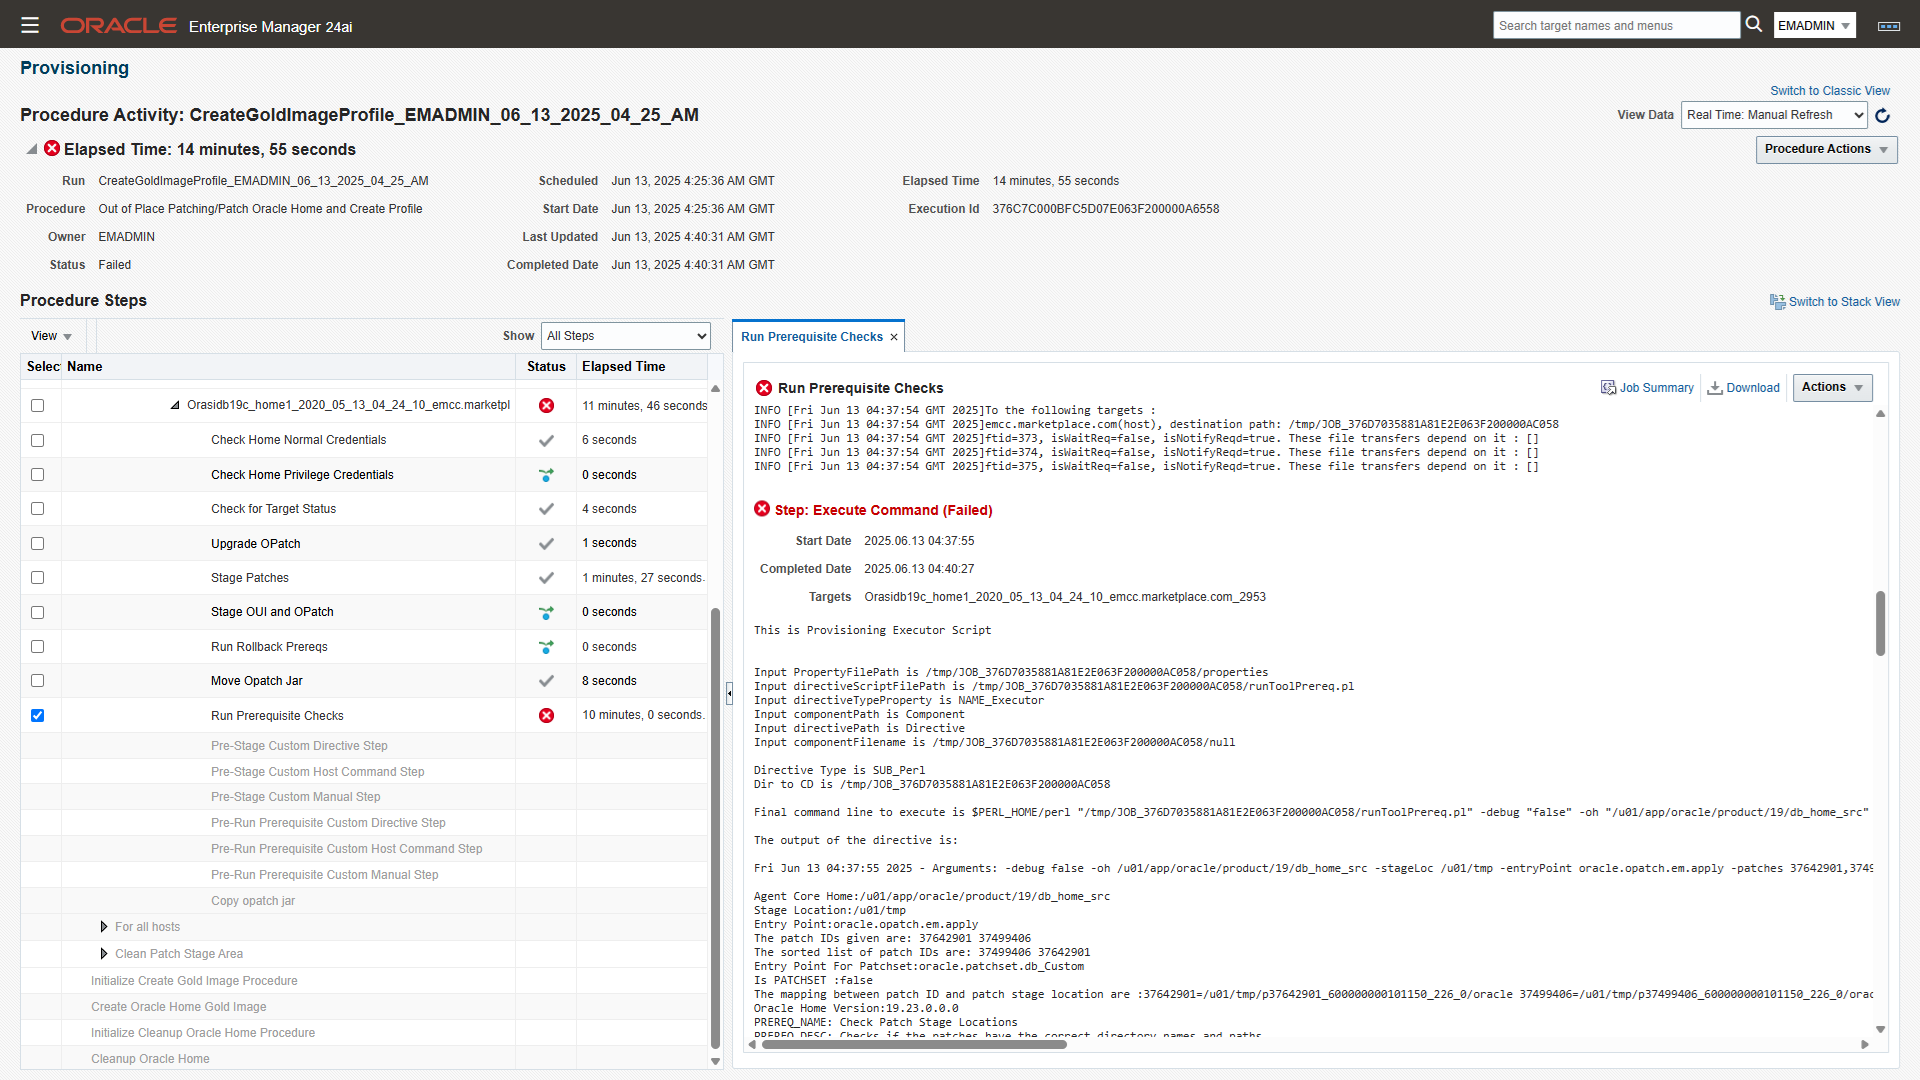 ORACLE Enterprise Manager 24ai
Search target names and menus
EMADMIN
Provisioning
Switch to Classic View
Procedure Activity: CreateGoldImageProfile_EMADMIN_06_13_2025_04_25_AM
View Data Real Time: Manual Refresh
Elapsed Time: 14 minutes, 55 seconds
Procedure Actions
Run CreateGoldImageProfile_EMADMIN_06_13_2025_04_25_AM
Scheduled Jun 13, 2025 4:25:36 AM GMT
Elapsed Time 14 minutes, 55 seconds
Procedure Out of Place Patching/Patch Oracle Home and Create Profile
Start Date Jun 13, 2025 4:25:36 AM GMT
Execution Id 376C7C000BFC5D07E063F200000A6558
Owner EMADMIN
Last Updated Jun 13, 2025 4:40:31 AM GMT
Status Failed
Completed Date Jun 13, 2025 4:40:31 AM GMT
Procedure Steps
Switch to Stack View
View
Show All Steps
Selec Name Status Elapsed Time
Orasidb19c_home1_2020_05_13_04_24_10_emcc.marketpl 11 minutes, 46 seconds
Check Home Normal Credentials 6 seconds
Check Home Privilege Credentials 0 seconds
Check for Target Status 4 seconds
Upgrade OPatch 1 seconds
Stage Patches 1 minutes, 27 seconds.
Stage OUI and OPatch 0 seconds
Run Rollback Prereqs 0 seconds
Move Opatch Jar 8 seconds
Run Prerequisite Checks 10 minutes, 0 seconds.
Pre-Stage Custom Directive Step
Pre-Stage Custom Host Command Step
Pre-Stage Custom Manual Step
Pre-Run Prerequisite Custom Directive Step
Pre-Run Prerequisite Custom Host Command Step
Pre-Run Prerequisite Custom Manual Step
Copy opatch jar
For all hosts
Clean Patch Stage Area
Initialize Create Gold Image Procedure
Create Oracle Home Gold Image
Initialize Cleanup Oracle Home Procedure
Cleanup Oracle Home
Run Prerequisite Checks ×
Run Prerequisite Checks
Job Summary
Download
Actions
INFO [Fri Jun 13 04:37:54 GMT 2025]To the following targets :
INFO [Fri Jun 13 04:37:54 GMT 2025]emcc.marketplace.com(host), destination path: /tmp/JOB_376D7035881A81E2E063F200000AC058
INFO [Fri Jun 13 04:37:54 GMT 2025]ftid=373, isWaitReq=false, isNotifyReqd=true. These file transfers depend on it : []
INFO [Fri Jun 13 04:37:54 GMT 2025]ftid=374, isWaitReq=false, isNotifyReqd=true. These file transfers depend on it : []
INFO [Fri Jun 13 04:37:54 GMT 2025]ftid=375, isWaitReq=false, isNotifyReqd=true. These file transfers depend on it : []
Step: Execute Command (Failed)
Start Date 2025.06.13 04:37:55
Completed Date 2025.06.13 04:40:27
Targets Orasidb19c_home1_2020_05_13_04_24_10_emcc.marketplace.com_2953
This is Provisioning Executor Script
Input PropertyFilePath is /tmp/JOB_376D7035881A81E2E063F200000AC058/properties
Input directiveScriptFilePath is /tmp/JOB_376D7035881A81E2E063F200000AC058/runToolPrereq.pl
Input directiveTypeProperty is NAME_Executor
Input componentPath is Component
Input directivePath is Directive
Input componentFilename is /tmp/JOB_376D7035881A81E2E063F200000AC058/null
Directive Type is SUB_Perl
Dir to CD is /tmp/JOB_376D7035881A81E2E063F200000AC058
Final command line to execute is $PERL_HOME/perl "/tmp/JOB_376D7035881A81E2E063F200000AC058/runToolPrereq.pl" -debug "false" -oh "/u01/app/oracle/product/19/db_home_src"
The output of the directive is:
Fri Jun 13 04:37:55 2025 - Arguments: -debug false -oh /u01/app/oracle/product/19/db_home_src -stageLoc /u01/tmp -entryPoint oracle.opatch.em.apply -patches 37642901,3749
Agent Core Home:/u01/app/oracle/product/19/db_home_src
Stage Location:/u01/tmp
Entry Point:oracle.opatch.em.apply
The patch IDs given are: 37642901 37499406
The sorted list of patch IDs are: 37499406 37642901
Entry Point For Patchset:oracle.patchset.db_Custom
Is PATCHSET :false
The mapping between patch ID and patch stage location are :37642901=/u01/tmp/p37642901_600000000101150_226_0/oracle 37499406=/u01/tmp/p37499406_600000000101150_226_0/orac
Oracle Home Version:19.23.0.0.0
PREREQ_NAME: Check Patch Stage Locations
PREREQ_DESC: Checks if the patches have the correct directory names and paths